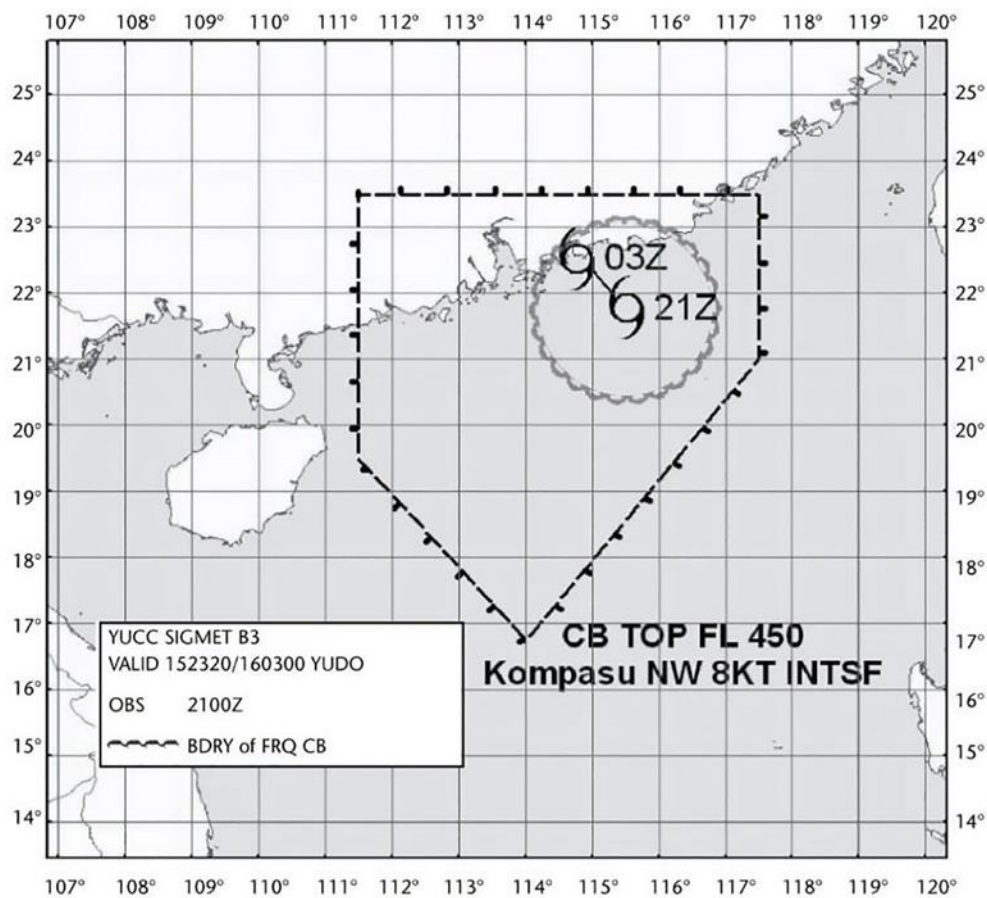 107° 108° 109° 110° 111° 112° 113° 114° 115° 116° 117° 118° 119° 120°
25° 25°
24° 24°
23° 23°
03Z
22° 22°
21Z
21° 21°
20° 20°
19° 19°
18° 18°
17° 17°
CB TOP FL 450
Kompasu NW 8KT INTSF
YUCC SIGMET B3
VALID 152320/160300 YUDO
OBS 2100Z
BDRY of FRQ CB
16° 16°
15° 15°
14° 14°
107° 108° 109° 110° 111° 112° 113° 114° 115° 116° 117° 118° 119° 120°